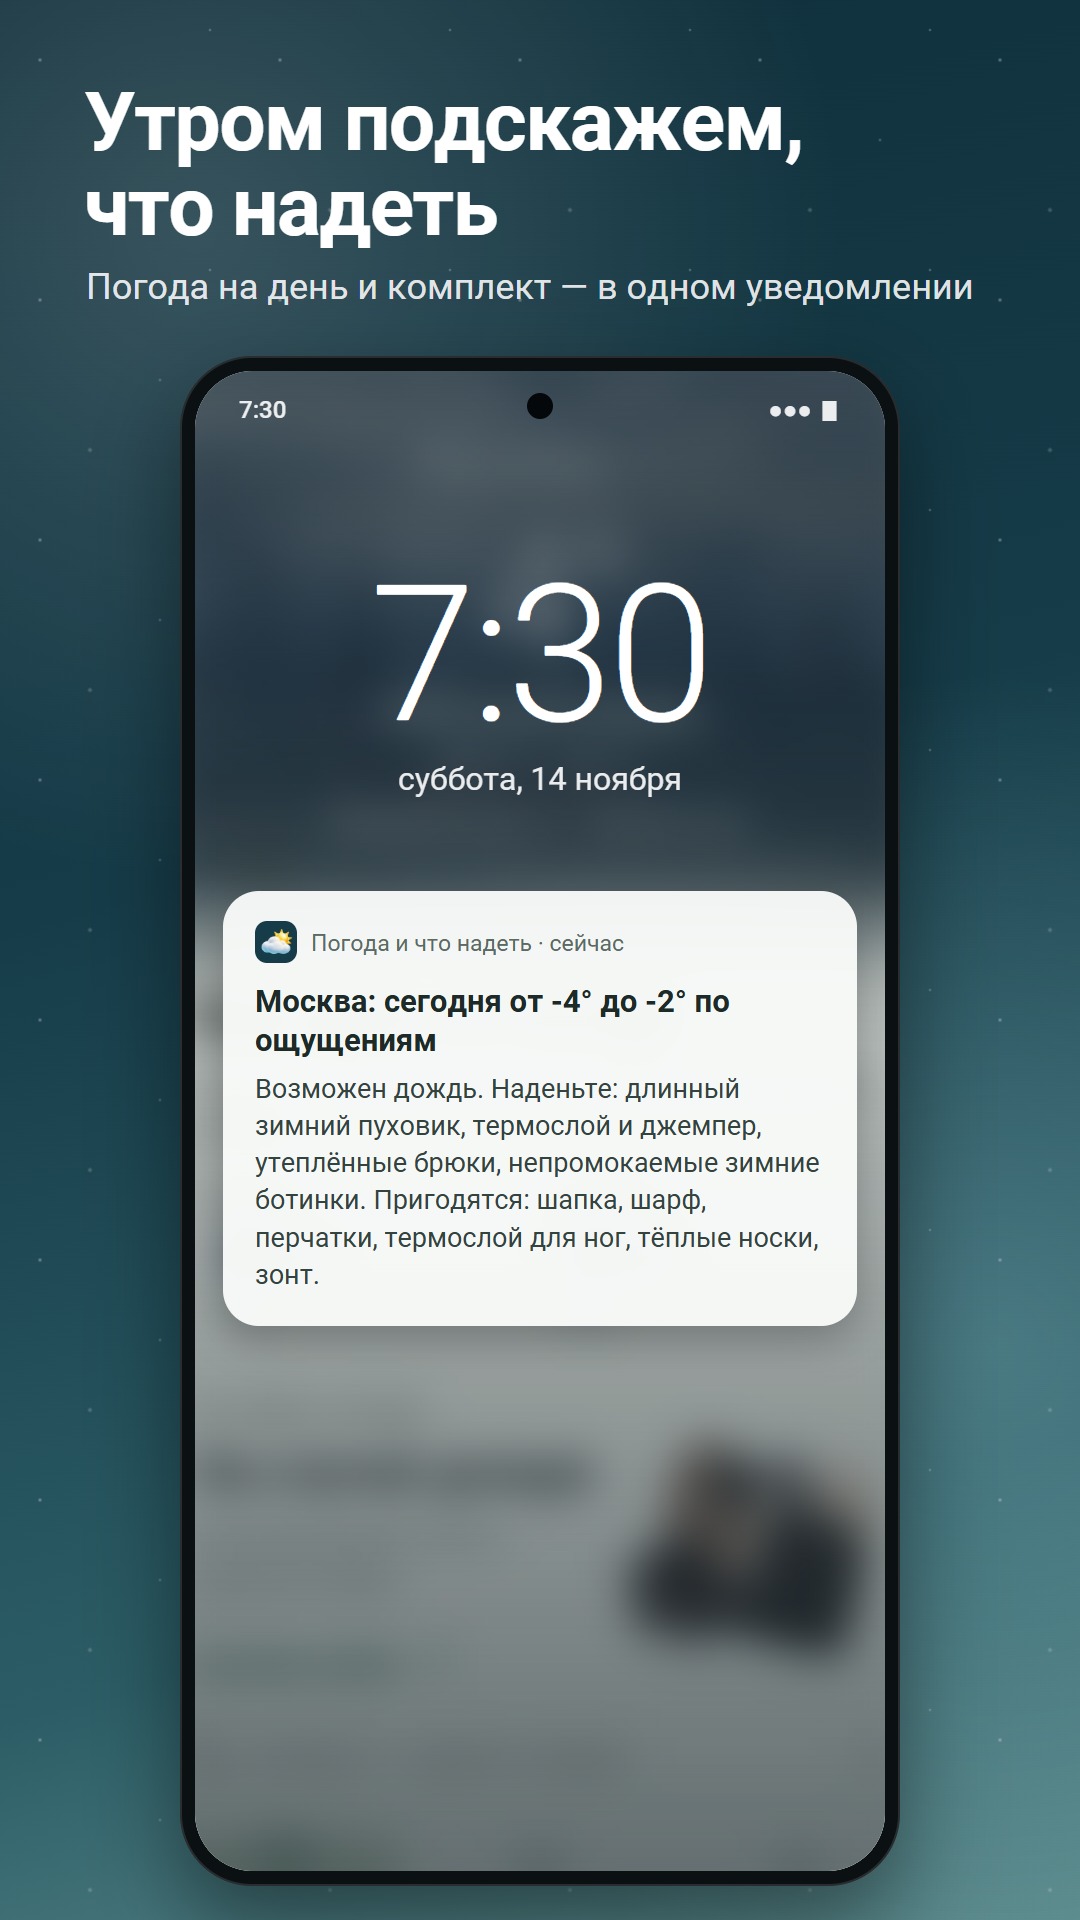 Утром подскажем,
что надеть
Погода на день и комплект — в одном уведомлении
7:30
7:30
суббота, 14 ноября
Погода и что надеть · сейчас
Москва: сегодня от -4° до -2° по
ощущениям
Возможен дождь. Наденьте: длинный
зимний пуховик, термослой и джемпер,
утеплённые брюки, непромокаемые зимние
ботинки. Пригодятся: шапка, шарф,
перчатки, термослой для ног, тёплые носки,
зонт.